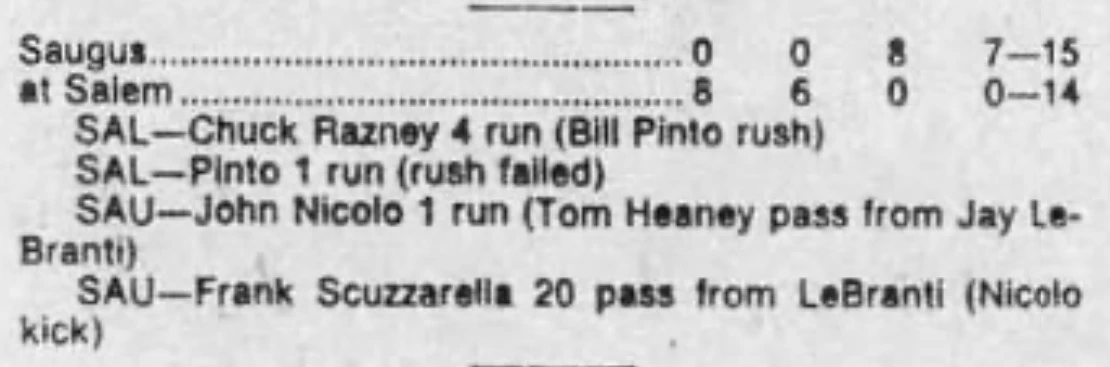 Saugus........................................................0 0 8 7—15
at Salem.....................................................8 6 0 0—14
SAL—Chuck Razney 4 run (Bill Pinto rush)
SAL—Pinto 1 run (rush failed)
SAU—John Nicolo 1 run (Tom Heaney pass from Jay Le-
Branti)
SAU—Frank Scuzzarella 20 pass from LeBranti (Nicolo
kick)